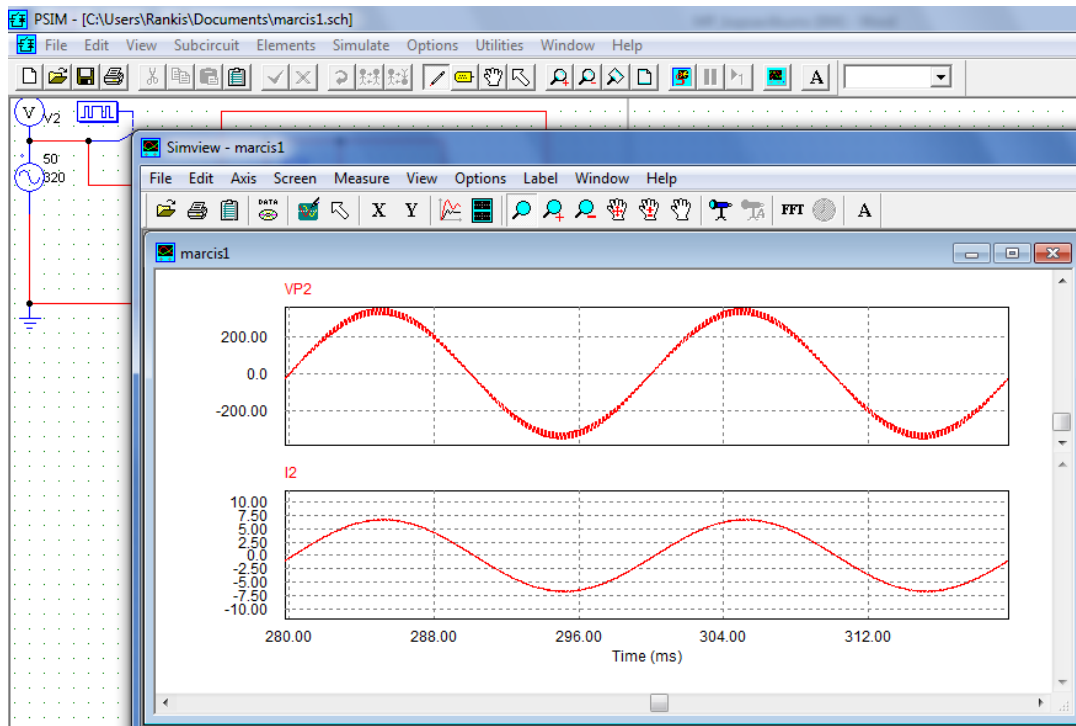 PSIM - [C:\Users\Rankis\Documents\marcis1.sch]
File Edit View Subcircuit Elements Simulate Options Utilities Window Help
A
V
V2
50
320
Simview - marcis1
File Edit Axis Screen Measure View Options Label Window Help
DATA
X Y FFT A
marcis1
VP2
200.00
0.0
-200.00
I2
10.00
7.50
5.00
2.50
0.0
-2.50
-5.00
-7.50
-10.00
280.00 288.00 296.00 304.00 312.00
Time (ms)